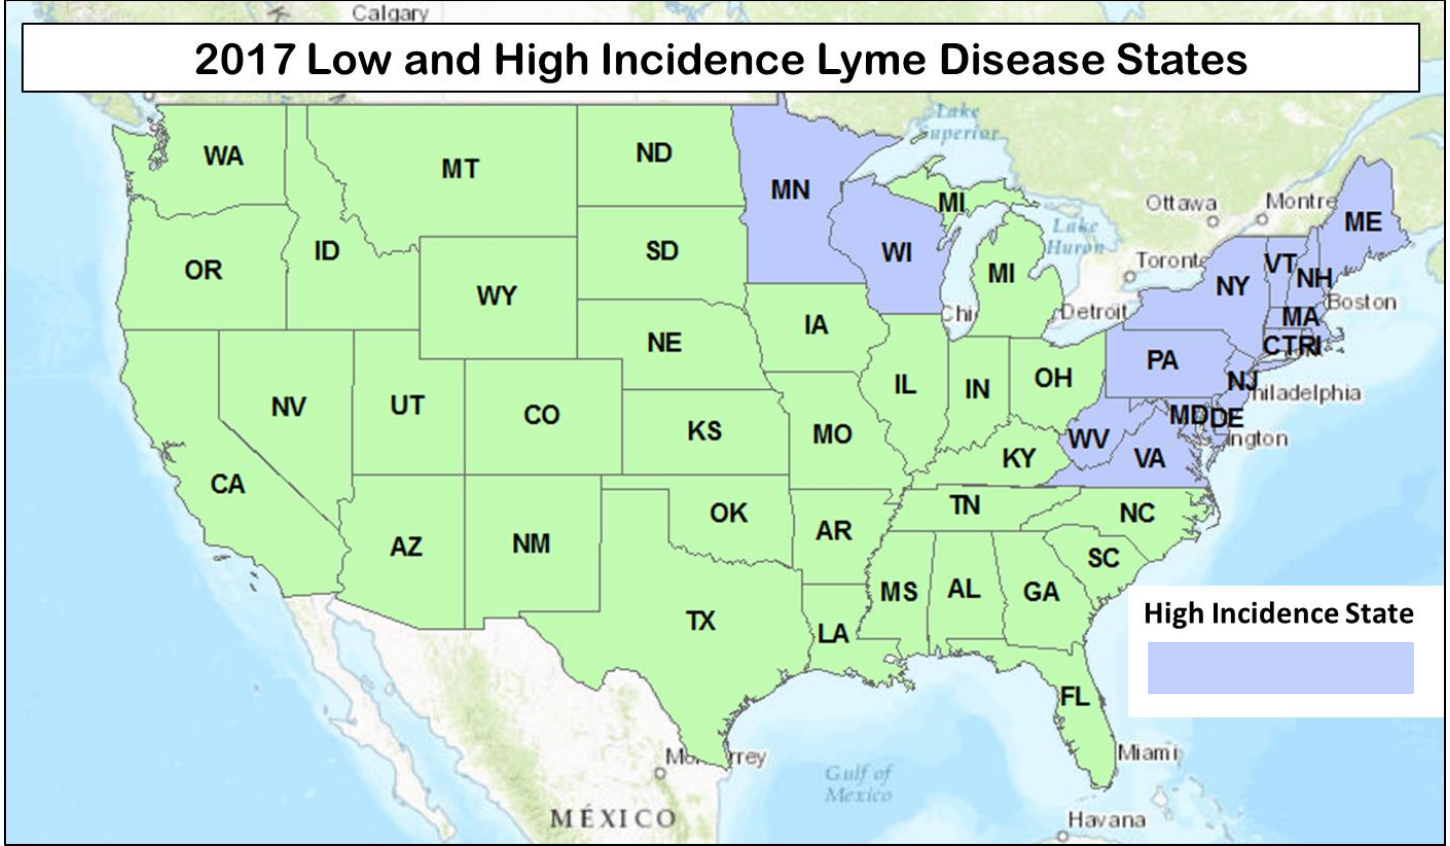 Calgary
2017 Low and High Incidence Lyme Disease States
Lake
Superior
WA
MT
ND
MN
MI
Ottawa
Montre
ME
OR
ID
SD
WI
MI
Lake
Huron
Toronto
VT
NH
NY
WY
Boston
MA
Chi
Detroit
IA
NE
CT
RI
PA
OH
IN
IL
NJ
hiladelphia
NV
UT
CO
KS
MO
MD
DE
ington
WV
VA
KY
CA
OK
TN
NC
AZ
NM
AR
SC
MS
AL
GA
TX
LA
High Incidence State
FL
Miami
Mo
rrey
Gulf of
Mexico
MÉXICO
Havana